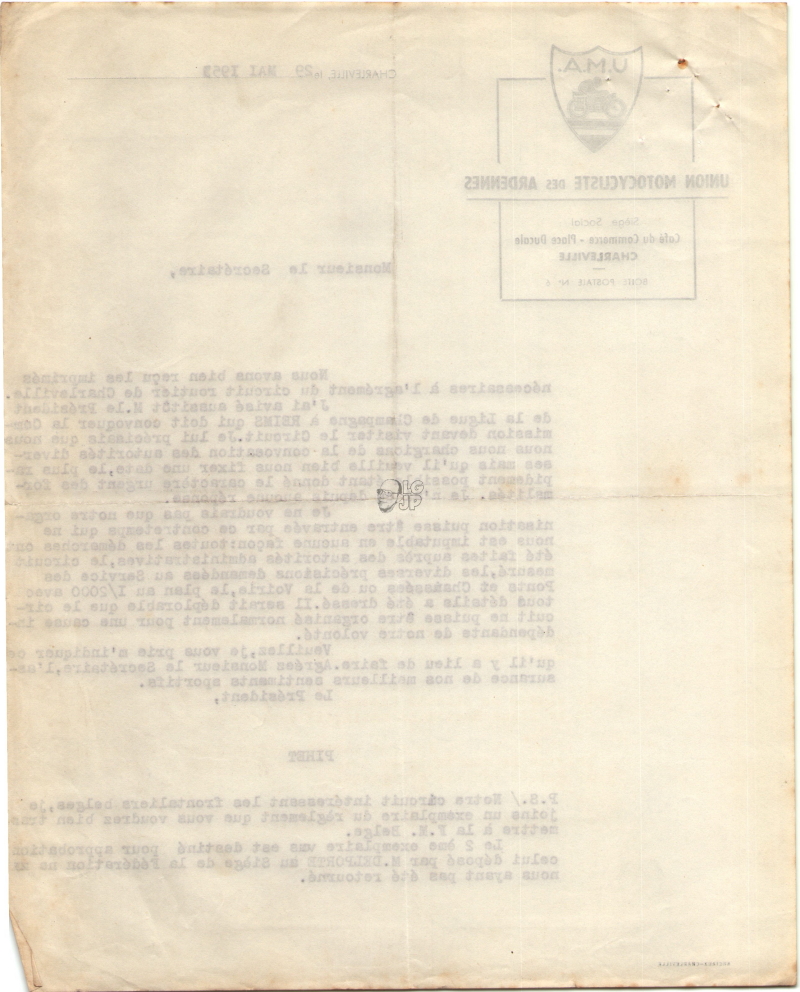 U.M.A.
UNION MOTOCYCLISTE DES ARDENNES
Siège Social
Café du Commerce - Place Ducale
CHARLEVILLE
BOITE POSTALE N° 6
CHARLEVILLE, le 29 MAI 195
Monsieur le Secrétaire,
Nous avons bien reçu les imprimés
nécessaires à l'agrément du circuit routier de Charleville.
J'ai avisé aussitôt M.le Président
de la Ligue de Champagne à REIMS qui doit convoquer la Com-
mission devant visiter le Circuit.Je lui précisais que nous
nous nous chargions de la convocation des autorités diver-
ses mais qu'il veuille bien nous fixer une date,le plus ra-
pidement étant donné le caractère urgent des for-
malités. Je depuis aucune réponse.
LG
JP
Je ne voudrais pas que notre orga-
nisation puisse être entravée par ce contretemps qui ne
nous est imputable en aucune façon:toutes les démarches ont
été faites auprès des autorités administratives,le circuit
mesuré,les diverses précisions demandées au Service des
Ponts et Chaussées ou de la Voirie,le plan au I/2000 avec
tous détails a été dressé.Il serait déplorable que le cir-
cuit ne puisse être organisé normalement pour une cause in-
dépendante de notre volonté.
Veuillez,je vous prie m'indiquer ce
qu'il y a lieu de faire.Agréez Monsieur le Secrétaire,l'as-
surance de nos meilleurs sentiments sportifs.
Le Président,
PIHET
P.S./ Notre circuit intéressant les frontaliers belges,je
joins un exemplaire du règlement que vous voudrez bien tran
mettre à la F.M. Belge.
Le 2 ème exemplaire est destiné pour approbation
celui déposé par M.DELPORTE au Siège de la Fédération ne
nous ayant pas été retourné.